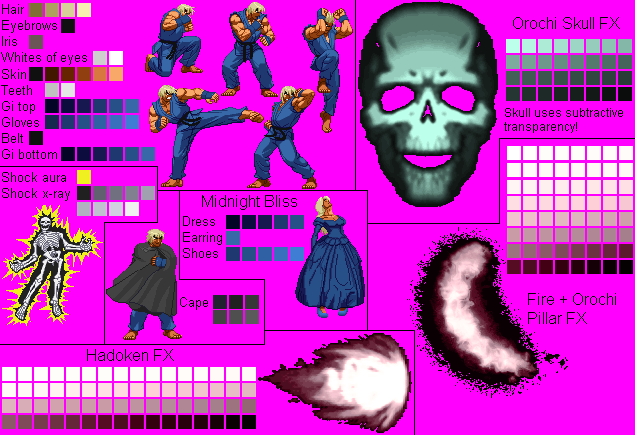 Hair
Eyebrows
Iris
Whites of eyes
Skin
Teeth
Gi top
Gloves
Belt
Gi bottom
Shock aura
Shock x-ray
Midnight Bliss
Dress
Earring
Shoes
Cape
Orochi Skull FX
Skull uses subtractive
transparency!
Fire + Orochi
Pillar FX
Hadoken FX